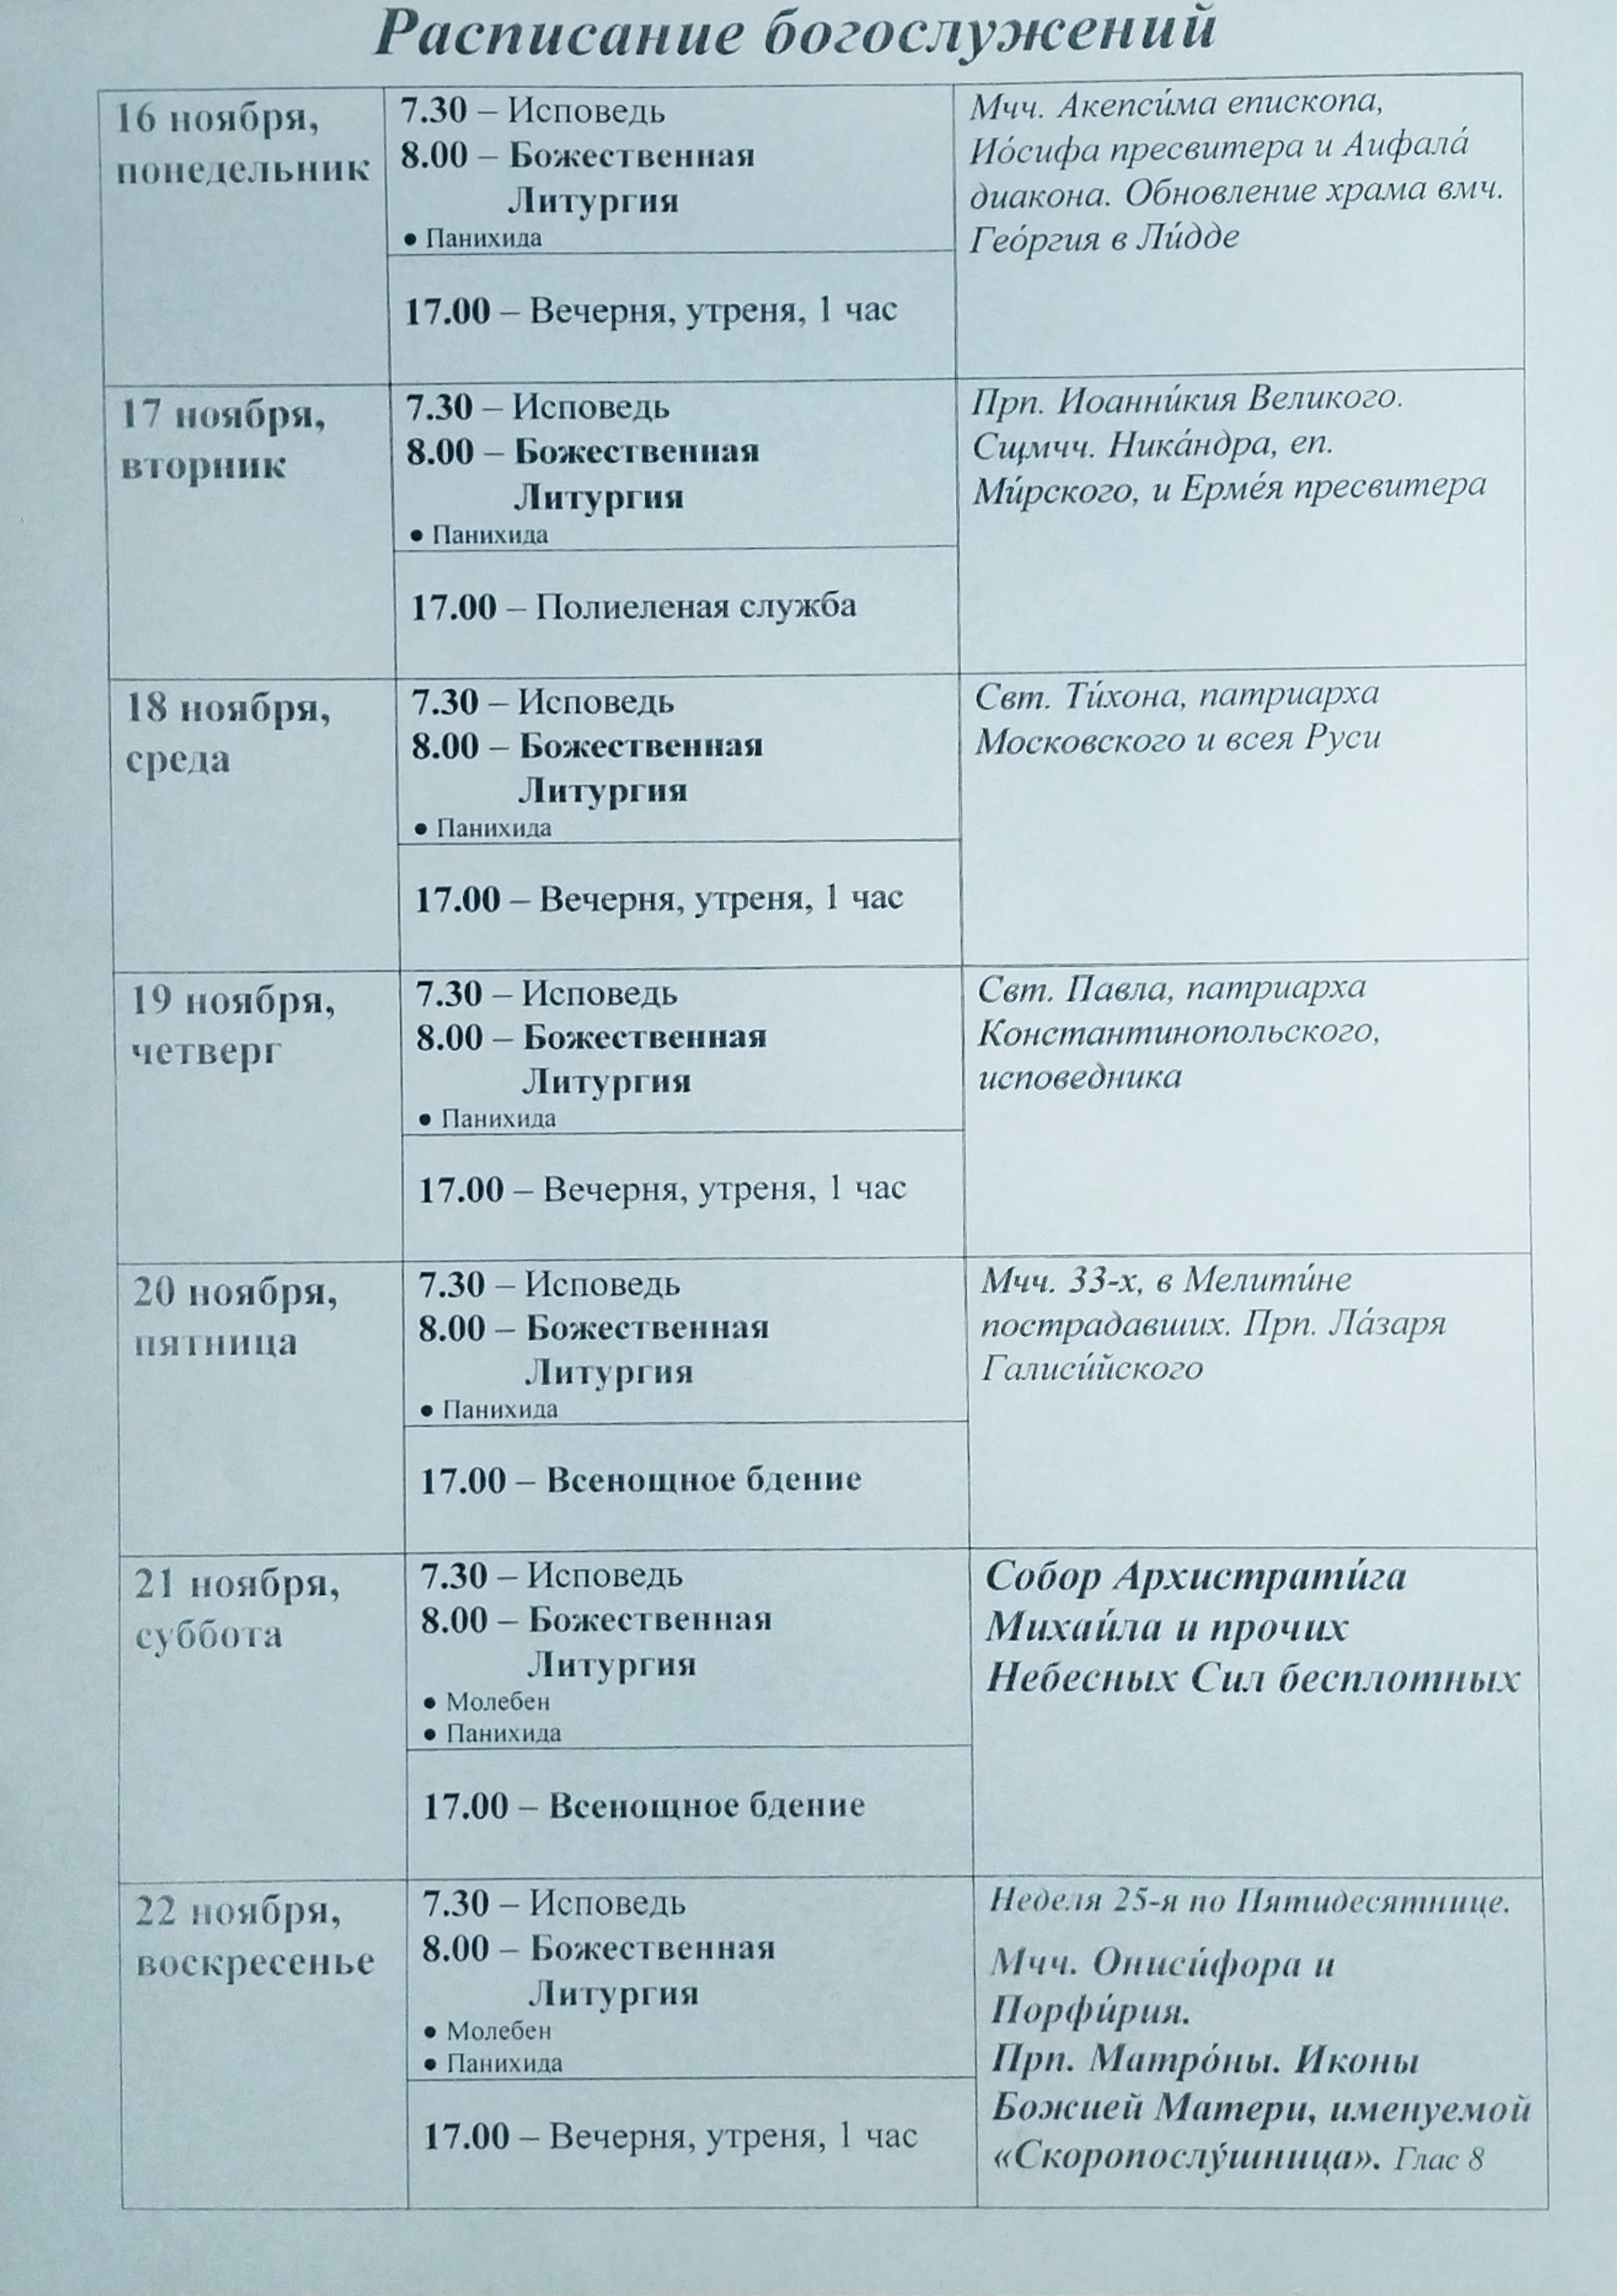 Расписание богослужений
16 ноября,
понедельник
7.30 – Исповедь
8.00 – Божественная
Литургия
• Панихида
17.00 – Вечерня, утреня, 1 час
Мчч. Акепси́ма епископа,
Ио́сифа пресвитера и Аифала́
диакона. Обновление храма вмч.
Гео́ргия в Ли́дде
17 ноября,
вторник
7.30 – Исповедь
8.00 – Божественная
Литургия
• Панихида
17.00 – Полиеленая служба
Прп. Иоанни́кия Великого.
Сщмчч. Ника́ндра, еп.
Ми́рского, и Ерме́я пресвитера
18 ноября,
среда
7.30 – Исповедь
8.00 – Божественная
Литургия
• Панихида
17.00 – Вечерня, утреня, 1 час
Свт. Ти́хона, патриарха
Московского и всея Руси
19 ноября,
четверг
7.30 – Исповедь
8.00 – Божественная
Литургия
• Панихида
17.00 – Вечерня, утреня, 1 час
Свт. Павла, патриарха
Константинопольского,
исповедника
20 ноября,
пятница
7.30 – Исповедь
8.00 – Божественная
Литургия
• Панихида
17.00 – Всенощное бдение
Мчч. 33-х, в Мелити́не
пострадавших. Прп. Ла́заря
Галиси́йского
21 ноября,
суббота
7.30 – Исповедь
8.00 – Божественная
Литургия
• Молебен
• Панихида
17.00 – Всенощное бдение
Собор Архистрати́га
Михаи́ла и прочих
Небесных Сил бесплотных
22 ноября,
воскресенье
7.30 – Исповедь
8.00 – Божественная
Литургия
• Молебен
• Панихида
17.00 – Вечерня, утреня, 1 час
Неделя 25-я по Пятидесятнице.
Мчч. Ониси́фора и
Порфи́рия.
Прп. Матро́ны. Иконы
Божией Матери, именуемой
«Скоропослу́шница». Глас 8